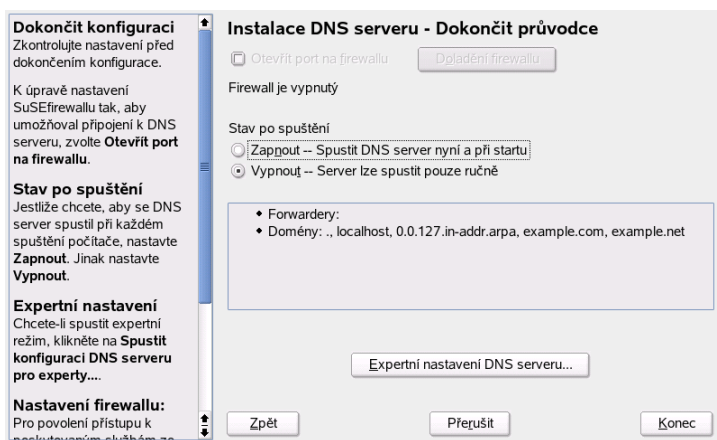 Dokončit konfiguraci
Zkontrolujte nastavení před
dokončením konfigurace.
K úpravě nastavení
SuSEfirewallu tak, aby
umožňoval připojení k DNS
serveru, zvolte Otevřít port
na firewallu.
Stav po spuštění
Jestliže chcete, aby se DNS
server spustil při každém
spuštění počítače, nastavte
Zapnout. Jinak nastavte
Vypnout.
Expertní nastavení
Chcete-li spustit expertní
režim, klikněte na Spustit
konfiguraci DNS serveru
pro experty....
Nastavení firewallu:
Pro povolení přístupu k
poskytovaným službám ze
Instalace DNS serveru - Dokončit průvodce
Otevřít port na firewallu
Doladění firewallu
Firewall je vypnutý
Stav po spuštění
Zapnout -- Spustit DNS server nyní a při startu
Vypnout -- Server lze spustit pouze ručně
• Forwardery:
• Domény: ., localhost, 0.0.127.in-addr.arpa, example.com, example.net
Expertní nastavení DNS serveru...
Zpět
Přerušit
Konec